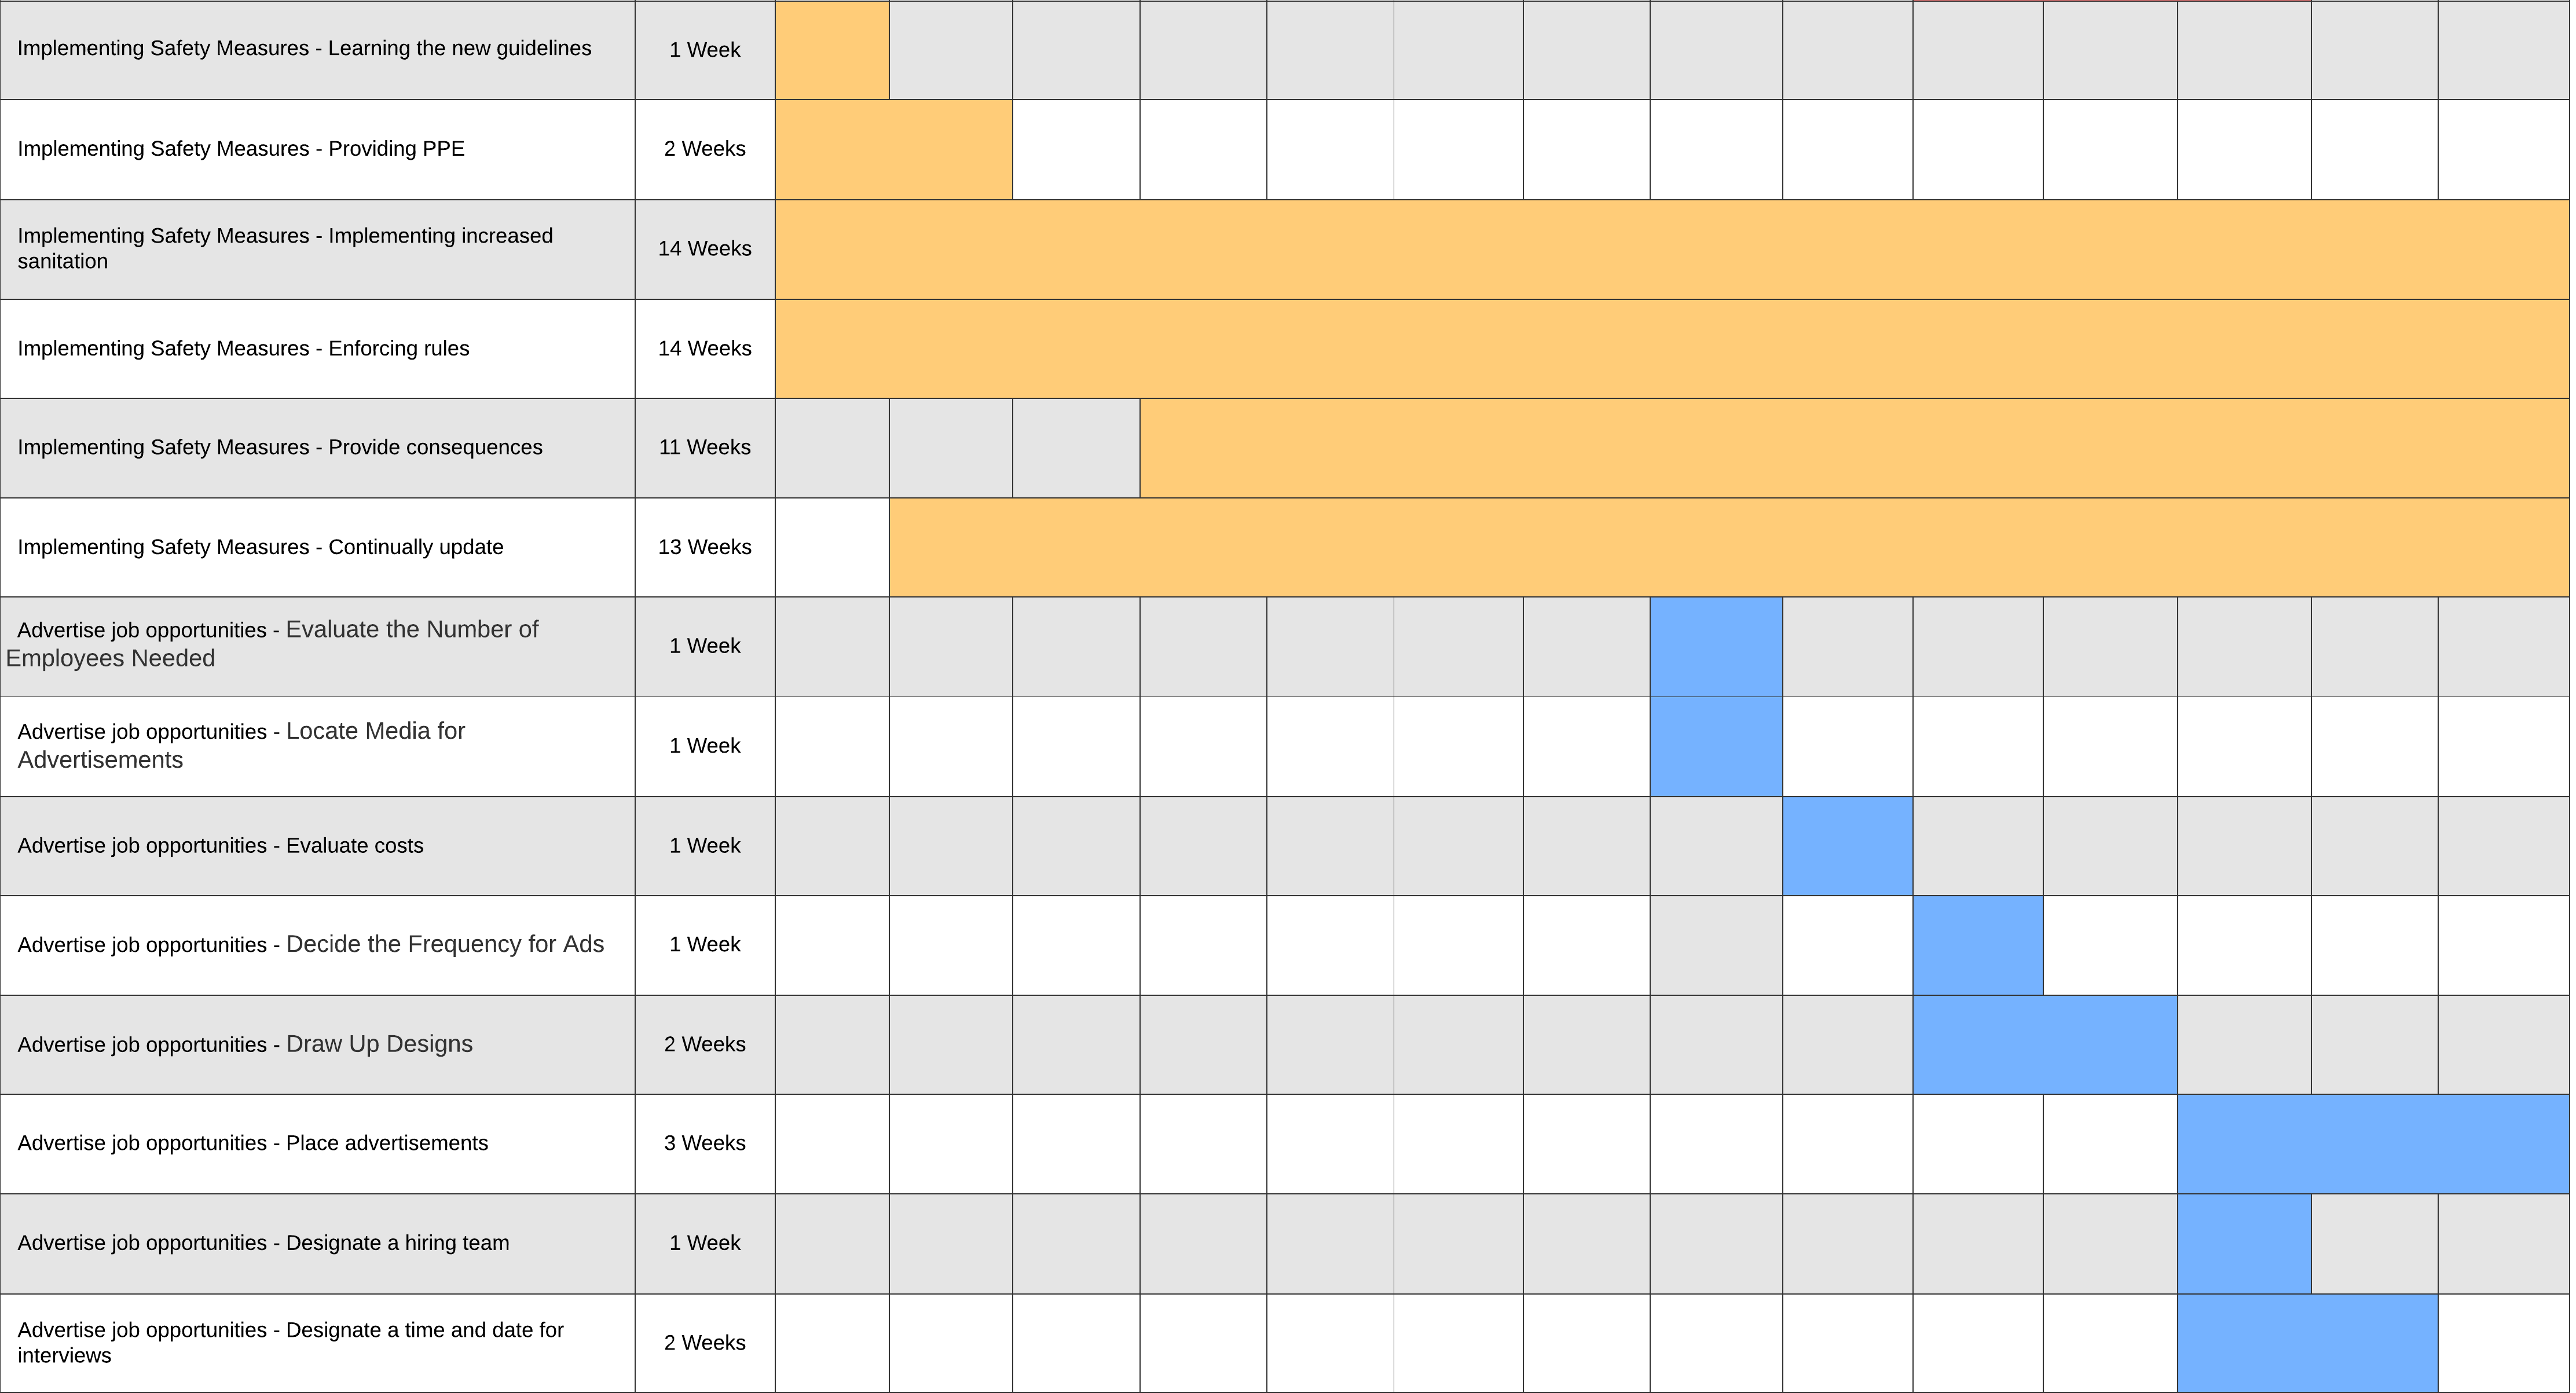 Implementing Safety Measures - Learning the new guidelines
1 Week
Implementing Safety Measures - Providing PPE
2 Weeks
Implementing Safety Measures - Implementing increased
sanitation
14 Weeks
Implementing Safety Measures - Enforcing rules
14 Weeks
Implementing Safety Measures - Provide consequences
11 Weeks
Implementing Safety Measures - Continually update
13 Weeks
Advertise job opportunities - Evaluate the Number of
Employees Needed
1 Week
Advertise job opportunities - Locate Media for
Advertisements
1 Week
Advertise job opportunities - Evaluate costs
1 Week
Advertise job opportunities - Decide the Frequency for Ads
1 Week
Advertise job opportunities - Draw Up Designs
2 Weeks
Advertise job opportunities - Place advertisements
3 Weeks
Advertise job opportunities - Designate a hiring team
1 Week
Advertise job opportunities - Designate a time and date for
interviews
2 Weeks